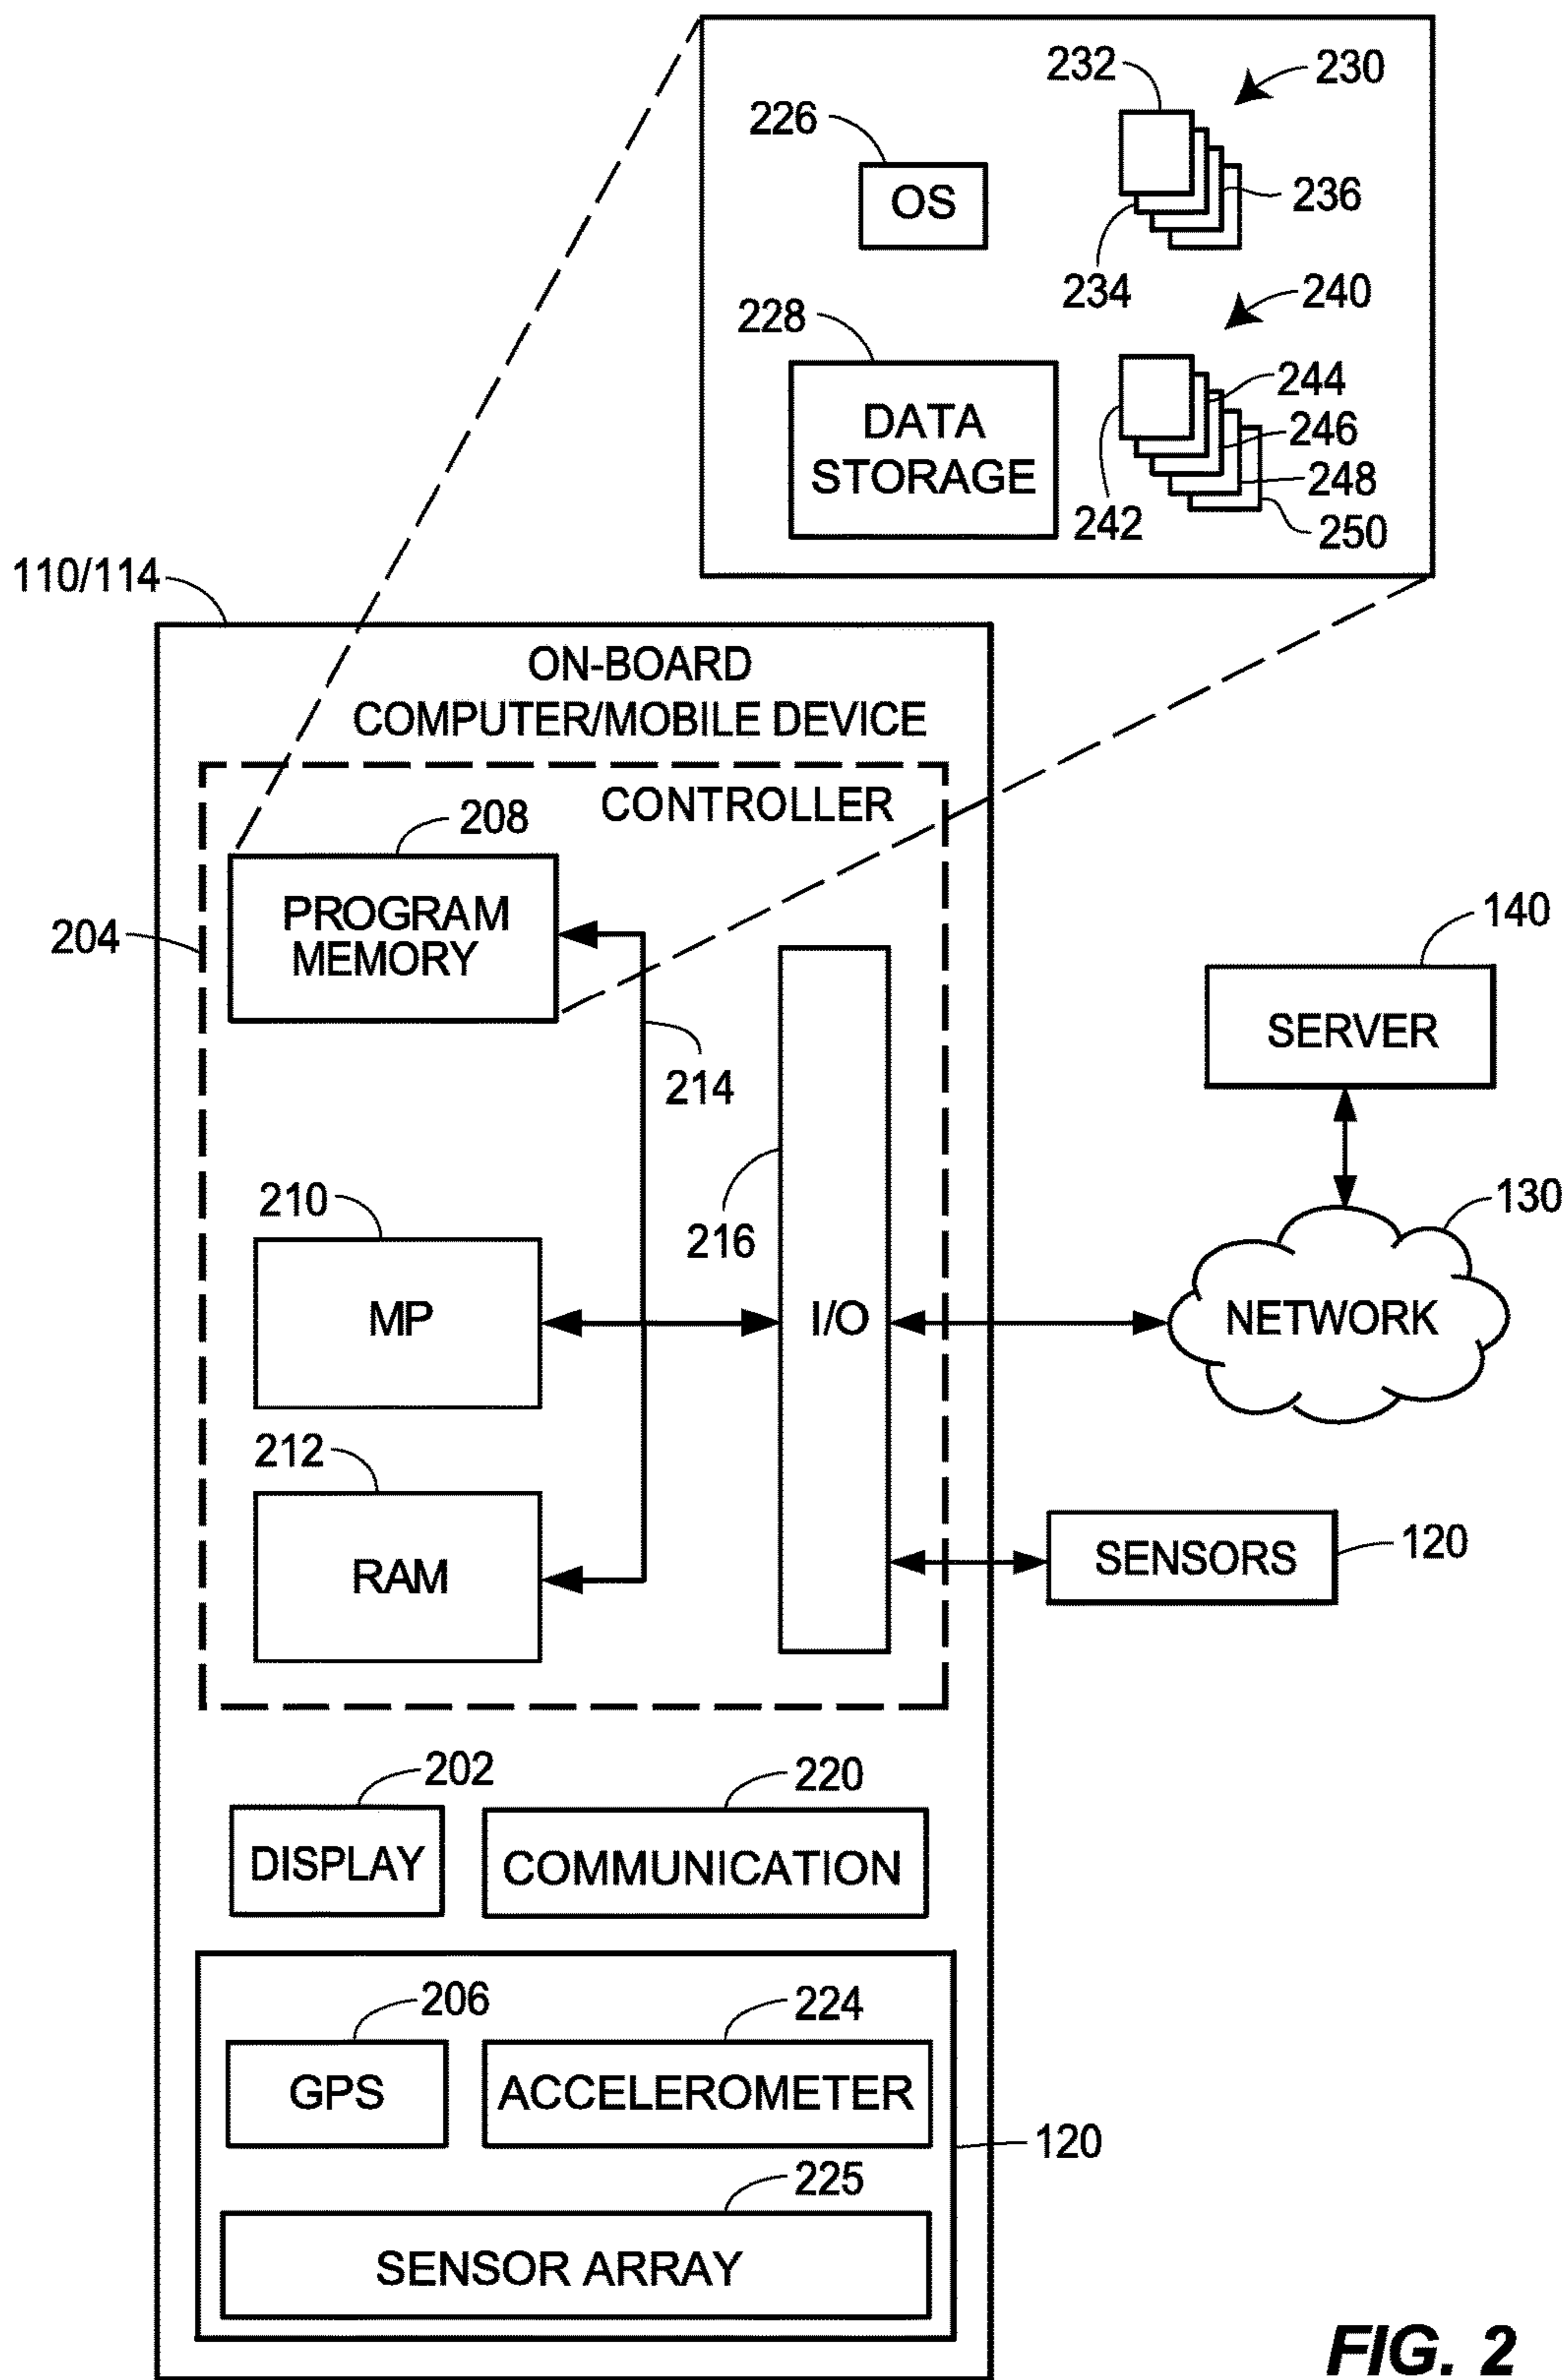 232
230
226
OS
236
234
240
228
DATA
STORAGE
244
246
248
242
250
110/114
ON-BOARD
COMPUTER/MOBILE DEVICE
CONTROLLER
208
PROGRAM
MEMORY
204
214
140
SERVER
210
216
130
MP
I/O
NETWORK
212
RAM
SENSORS
120
202
220
DISPLAY
COMMUNICATION
206
224
GPS
ACCELEROMETER
120
225
SENSOR ARRAY
FIG. 2